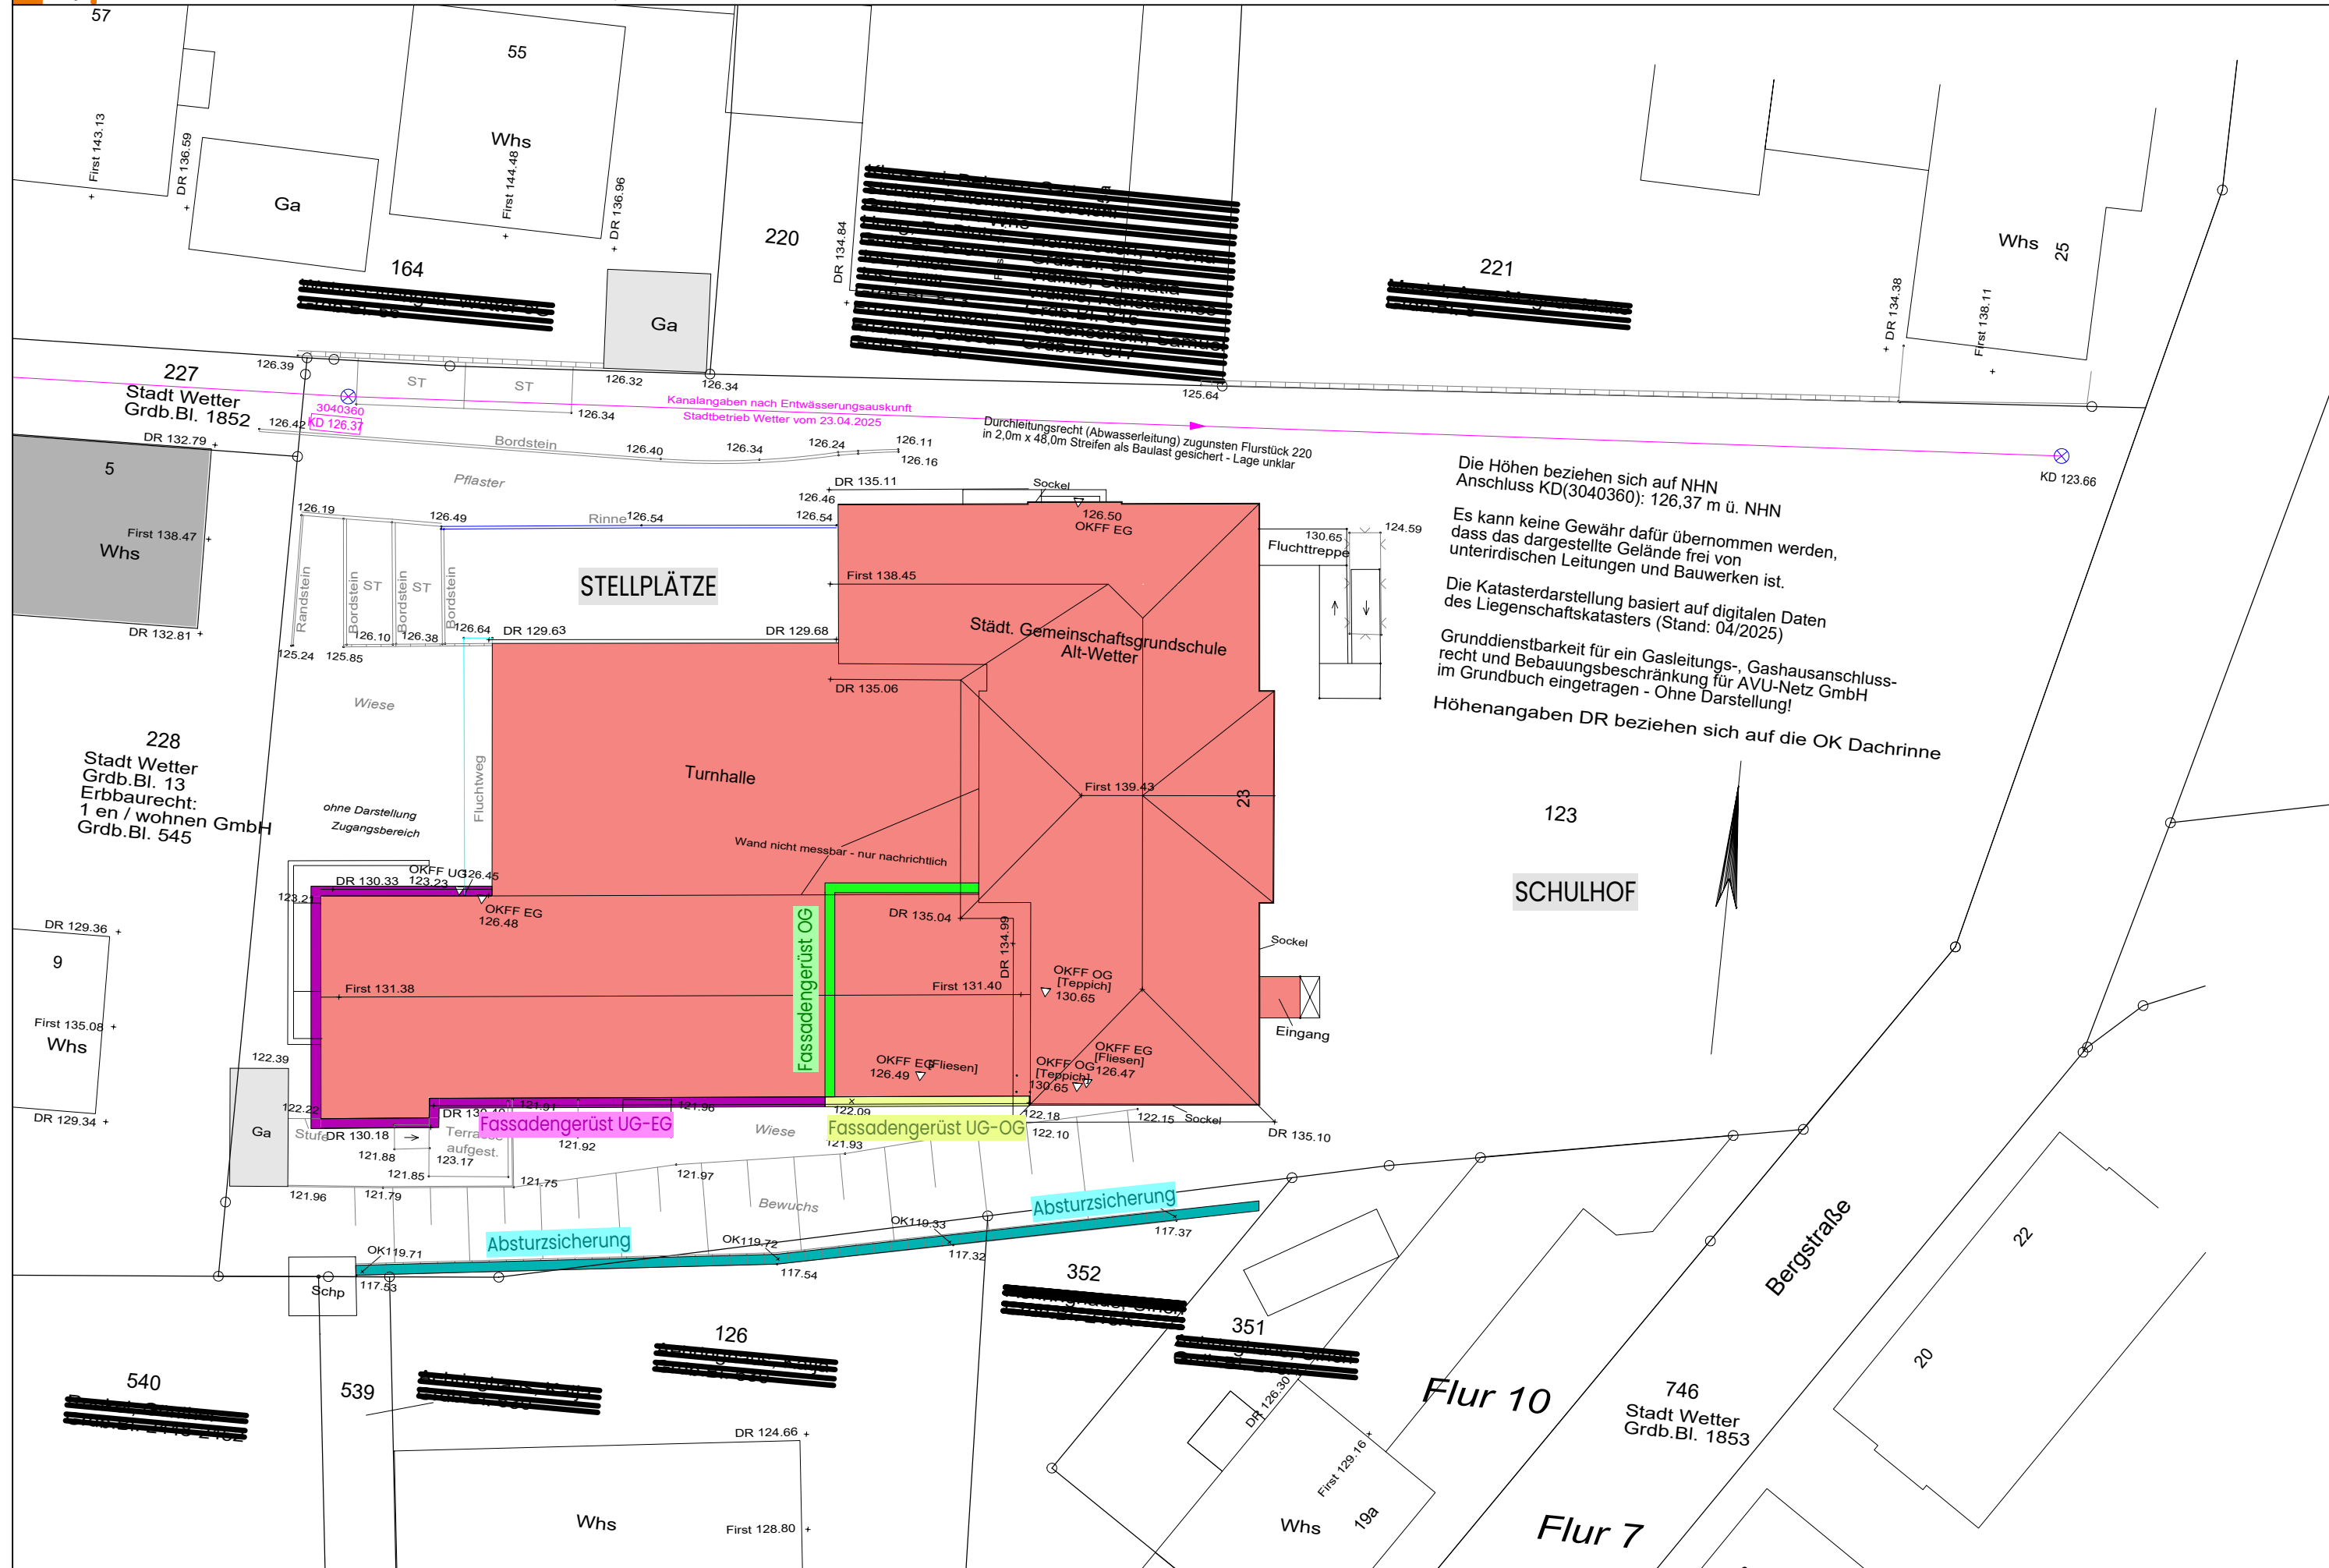 57
55
Whs
First 143.13
DR 136.59
First 144.48
DR 136.96
Ga
164
Ga
220
DR 134.84
221
Whs
25
DR 134.38
First 138.11
126.39
126.32
126.34
125.64
227
Stadt Wetter
Grdb.Bl. 1852
ST
ST
3040360
KD 126.37
126.42
126.34
Kanalangaben nach Entwässerungsauskunft
Stadtbetrieb Wetter vom 23.04.2025
Durchleitungsrecht (Abwasserleitung) zugunsten Flurstück 220
in 2,0m x 48,0m Streifen als Baulast gesichert - Lage unklar
Bordstein
126.40
126.34
126.24
126.11
126.16
KD 123.66
DR 132.79
5
First 138.47
Whs
DR 132.81
Pflaster
126.19
126.49
Rinne
126.54
126.46
126.54
DR 135.11
Sockel
126.50
OKFF EG
130.65
124.59
Fluchttreppe
Die Höhen beziehen sich auf NHN
Anschluss KD(3040360): 126,37 m ü. NHN
Es kann keine Gewähr dafür übernommen werden,
dass das dargestellte Gelände frei von
unterirdischen Leitungen und Bauwerken ist.
Die Katasterdarstellung basiert auf digitalen Daten
des Liegenschaftskatasters (Stand: 04/2025)
Grunddienstbarkeit für ein Gasleitungs-, Gashausanschluss-
recht und Bebauungsbeschränkung für AVU-Netz GmbH
im Grundbuch eingetragen - Ohne Darstellung!
Höhenangaben DR beziehen sich auf die OK Dachrinne
Randstein
Bordstein
ST
Bordstein
ST
Bordstein
STELLPLÄTZE
First 138.45
126.10
126.38
126.64
DR 129.63
DR 129.68
125.24
125.85
Städt. Gemeinschaftsgrundschule
Alt-Wetter
DR 135.06
Wiese
228
Stadt Wetter
Grdb.Bl. 13
Erbbaurecht:
1 en / wohnen GmbH
Grdb.Bl. 545
ohne Darstellung
Zugangsbereich
Fluchtweg
Turnhalle
First 139.43
23
Wand nicht messbar - nur nachrichtlich
123
SCHULHOF
OKFF UG
123.23
126.45
DR 130.33
123.21
OKFF EG
126.48
DR 135.04
DR 134.99
Fassadengerüst OG
Sockel
DR 129.36
9
First 135.08
Whs
DR 129.34
First 131.38
First 131.40
OKFF OG
[Teppich]
130.65
Eingang
122.39
OKFF EG
[Fliesen]
126.49
OKFF OG
[Teppich]
130.65
OKFF EG
[Fliesen]
126.47
Ga
122.22
Stufe
DR 130.18
121.91
121.96
Fassadengerüst UG-EG
Terrasse
aufgest.
121.88
121.85
123.17
121.92
Wiese
122.09
Fassadengerüst UG-OG
121.93
122.18
122.10
122.15
Sockel
DR 135.10
121.96
121.79
121.75
121.97
Bewuchs
Absturzsicherung
Absturzsicherung
OK119.71
OK119.72
OK119.33
117.53
117.54
117.32
117.37
Schp
352
351
126
540
539
DR 124.66
Whs
First 128.80
DR 126.30
First 129.16
Whs
19a
Flur 10
Flur 7
746
Stadt Wetter
Grdb.Bl. 1853
Bergstraße
22
20